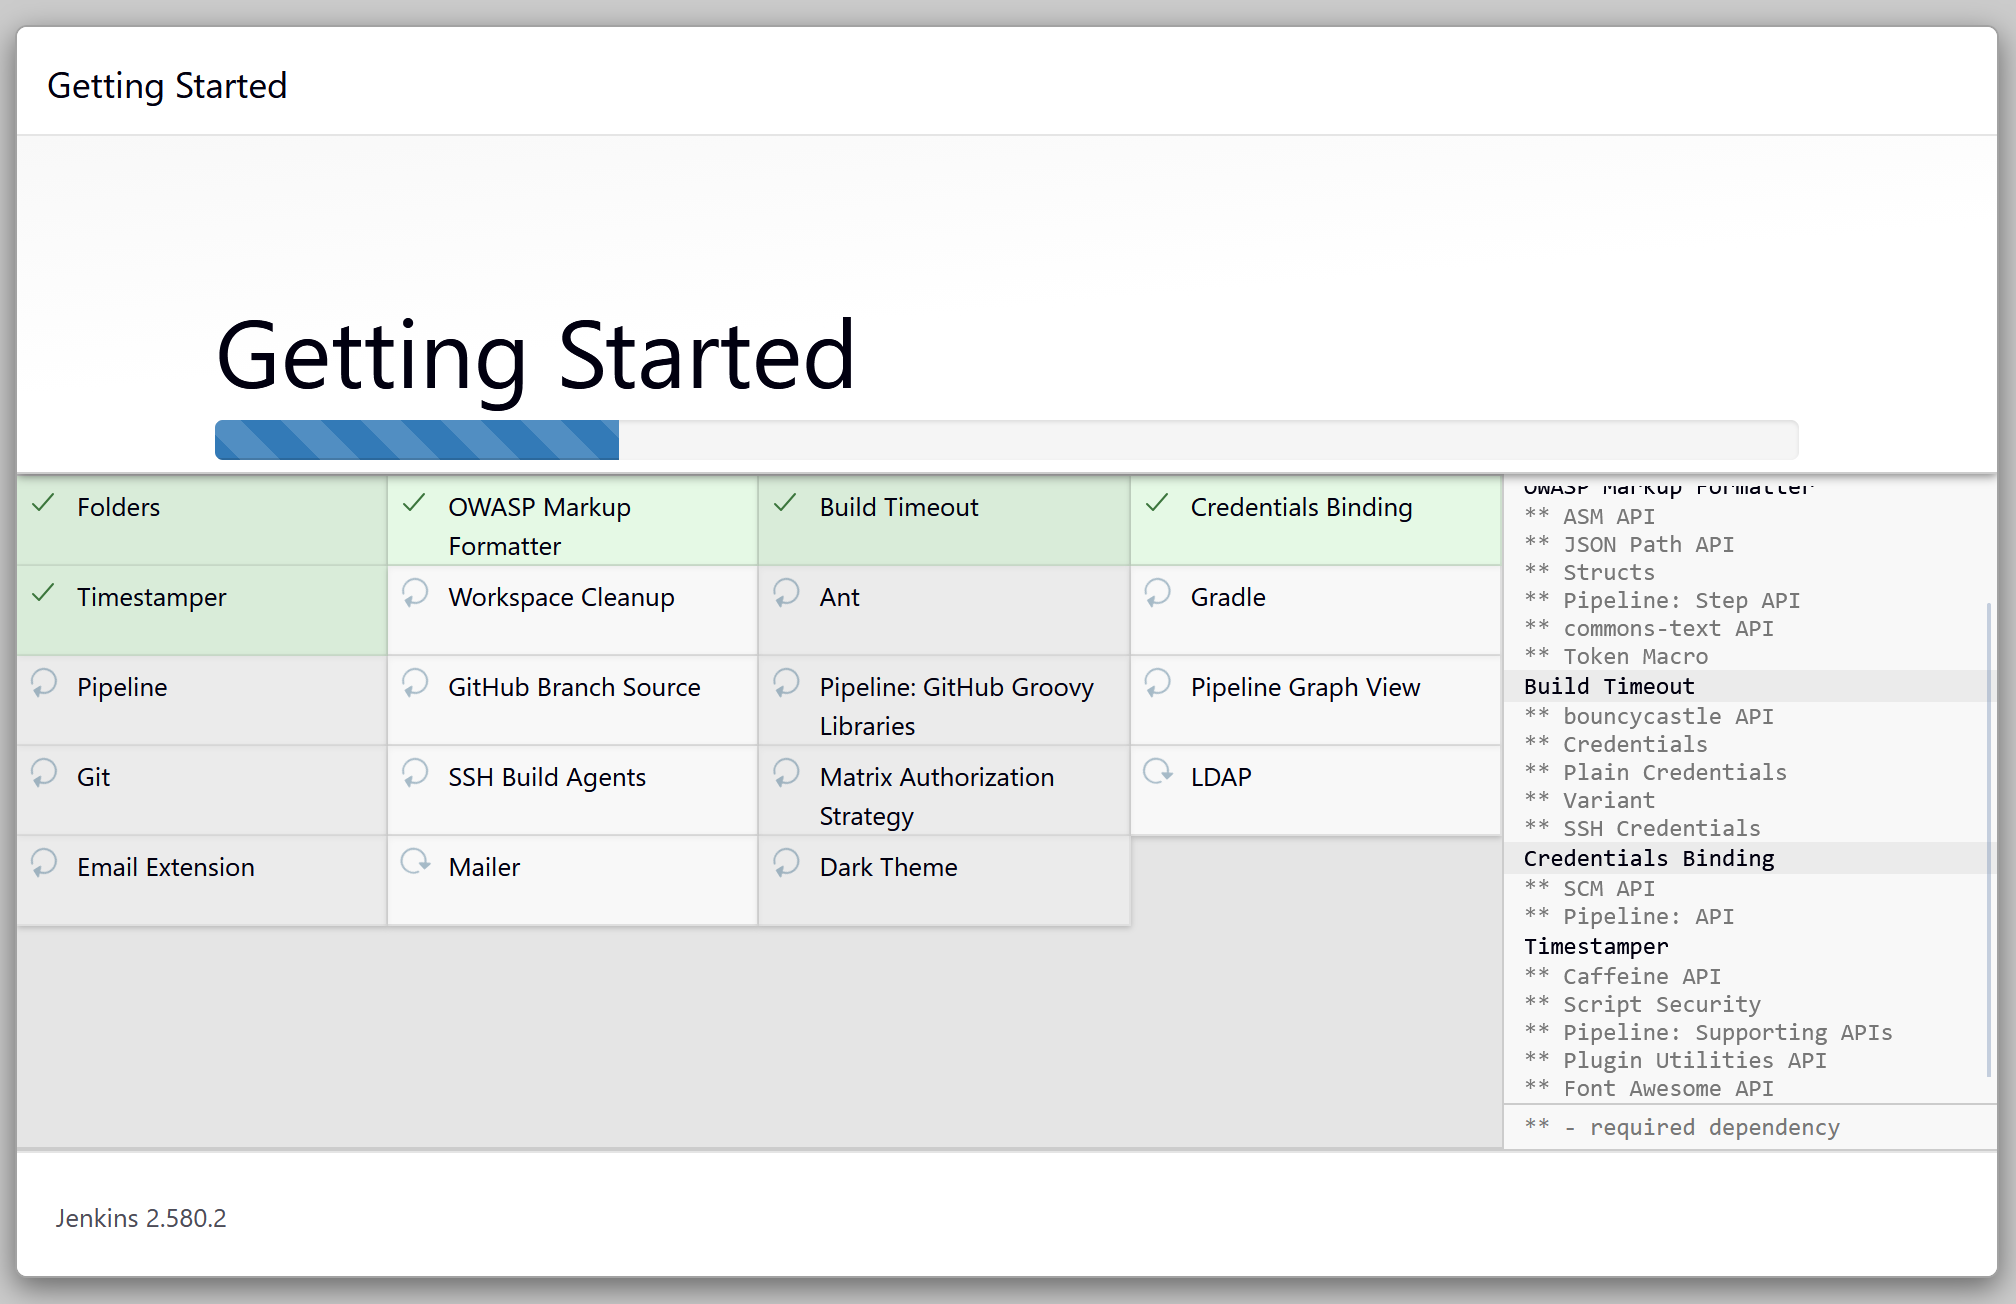 Getting Started
Getting Started
Folders
OWASP Markup
Formatter
Build Timeout
Credentials Binding
Timestamper
Workspace Cleanup
Ant
Gradle
Pipeline
GitHub Branch Source
Pipeline: GitHub Groovy
Libraries
Pipeline Graph View
Git
SSH Build Agents
Matrix Authorization
Strategy
LDAP
Email Extension
Mailer
Dark Theme
OWASP Markup Formatter
** ASM API
** JSON Path API
** Structs
** Pipeline: Step API
** commons-text API
** Token Macro
Build Timeout
** bouncycastle API
** Credentials
** Plain Credentials
** Variant
** SSH Credentials
Credentials Binding
** SCM API
** Pipeline: API
Timestamper
** Caffeine API
** Script Security
** Pipeline: Supporting APIs
** Plugin Utilities API
** Font Awesome API
** - required dependency
Jenkins 2.580.2